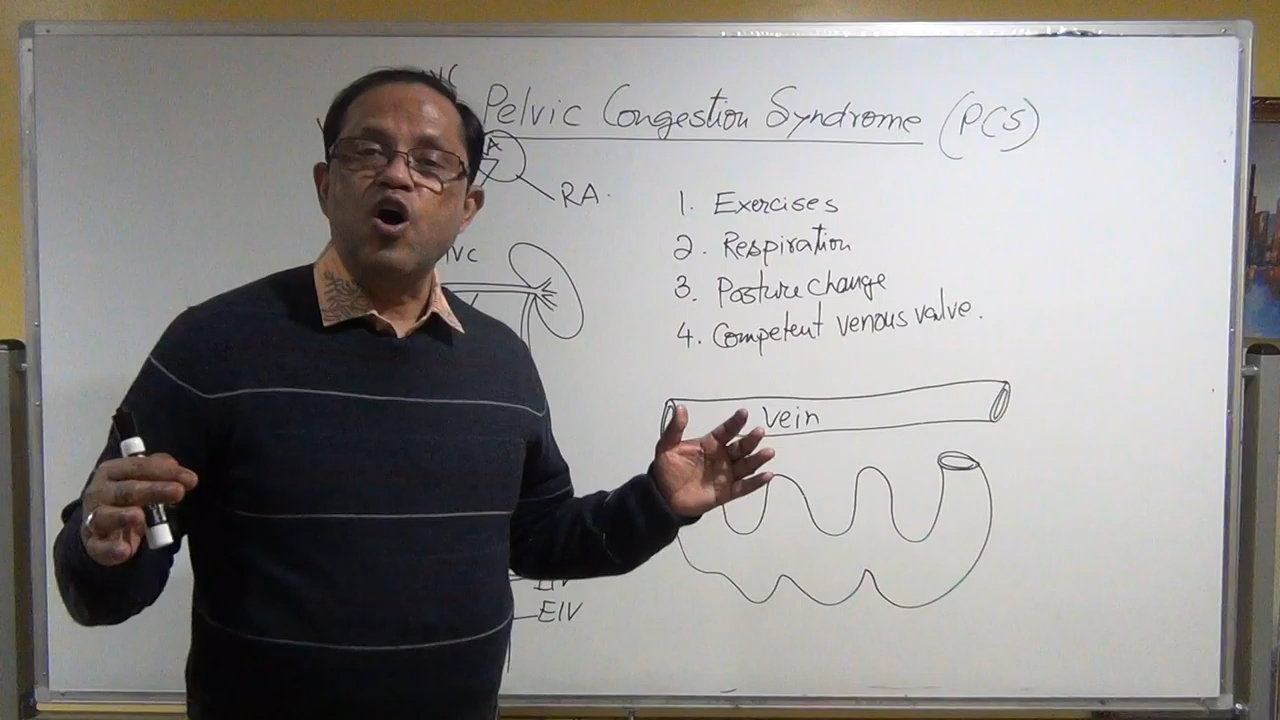 Pelvic Congestion Syndrome (PCS)
RA
1. Exercises
2. Respiration
3. Posture change
4. Competent venous valve.
IVC
vein
EIV